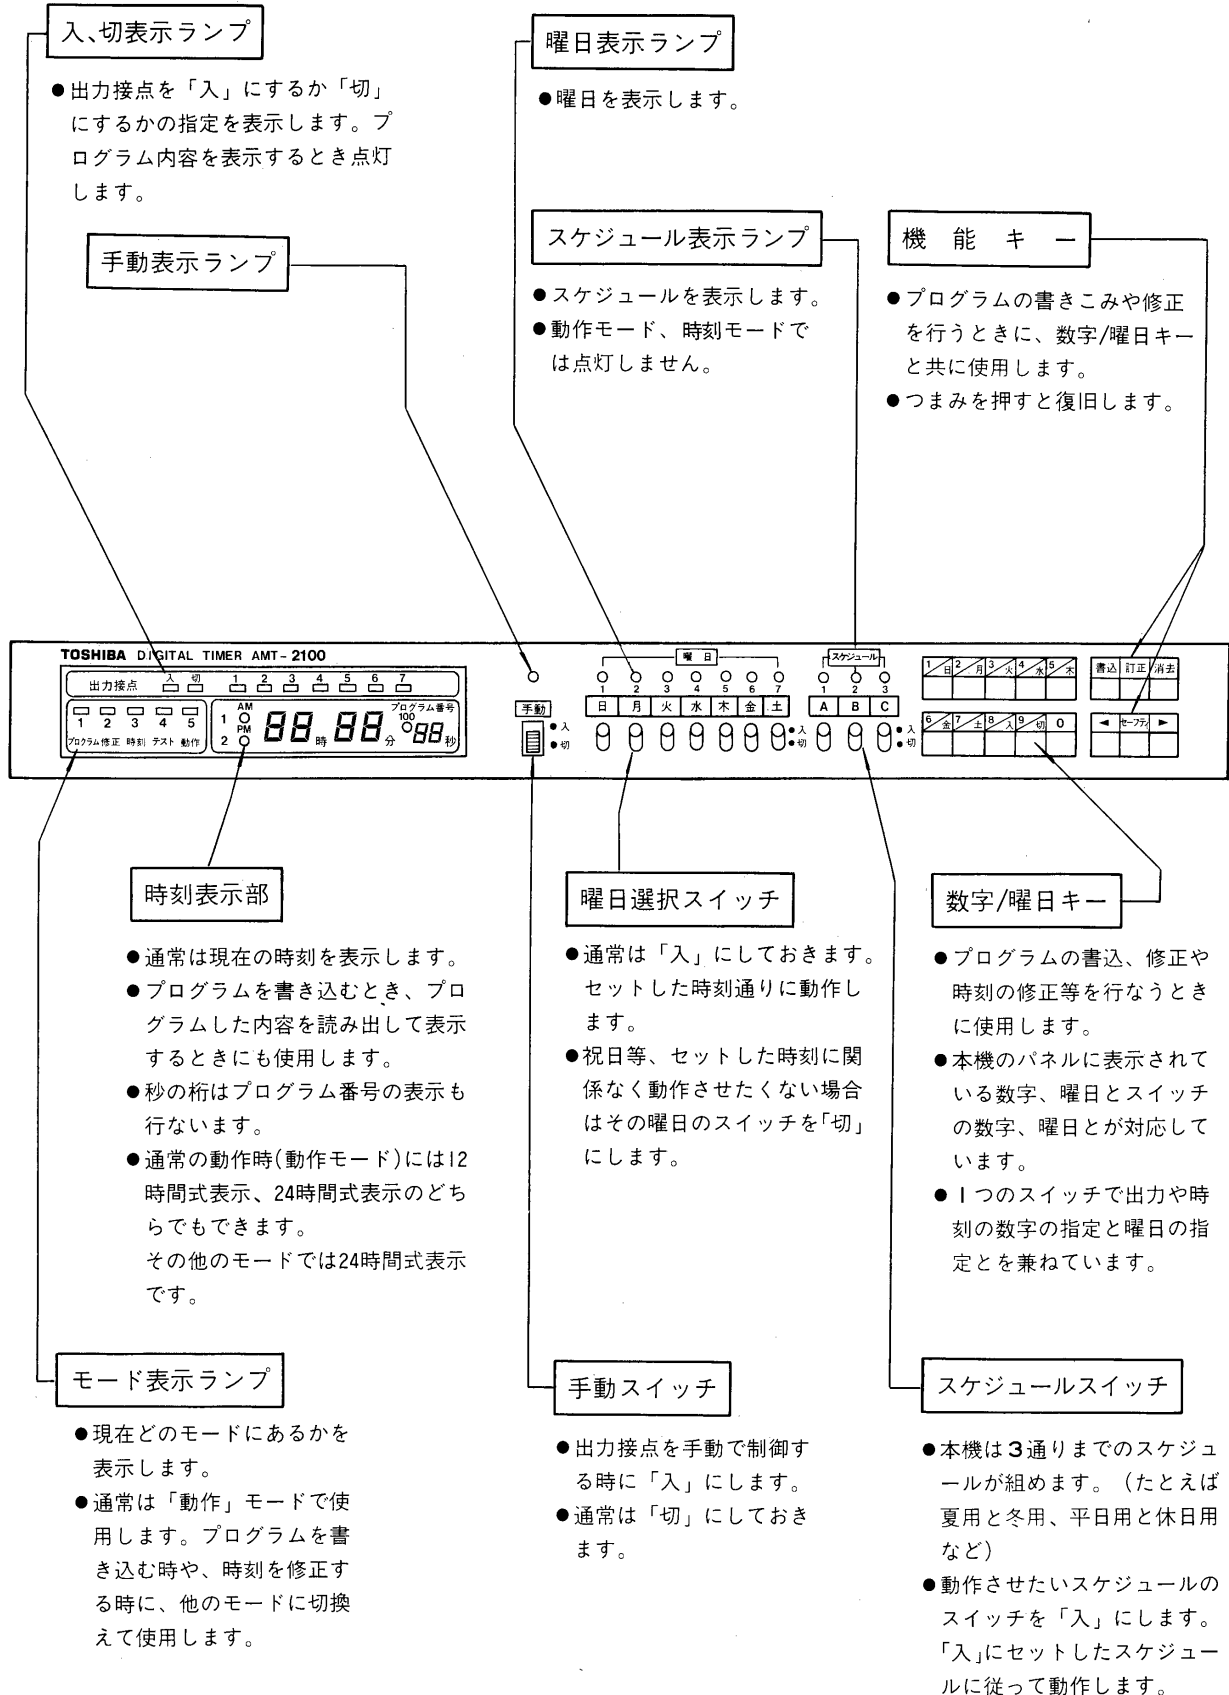 入、切表示ランプ
●出力接点を「入」にするか「切」
にするかの指定を表示します。プ
ログラム内容を表示するとき点灯
します。
手動表示ランプ
曜日表示ランプ
●曜日を表示します。
スケジュール表示ランプ
●スケジュールを表示します。
●動作モード、時刻モードで
は点灯しません。
機能キー
●プログラムの書きこみや修正
を行うときに、数字/曜日キー
と共に使用します。
●つまみを押すと復旧します。
TOSHIBA DIGITAL TIMER AMT-2100
出力接点 入 切 1 2 3 4 5 6 7
1 2 3 4 5
プログラム 修正 時刻 テスト 動作
AM
1
PM
2
88 88時 88 88分
プログラム番号
100
88秒
手動
●入
●切
曜日
1 2 3 4 5 6 7
日 月 火 水 木 金 土
●入
●切
スケジュール
1 2 3
A B C
●入
●切
1日 2月 3火 4水 5木
6金 7土 8入 9切 0
書込 訂正 消去
◄ セーフティ ►
時刻表示部
●通常は現在の時刻を表示します。
●プログラムを書き込むとき、プロ
グラムした内容を読み出して表示
するときにも使用します。
●秒の桁はプログラム番号の表示も
行ないます。
●通常の動作時(動作モード)には12
時間式表示、24時間式表示のどち
らでもできます。
その他のモードでは24時間式表示
です。
曜日選択スイッチ
●通常は「入」にしておきます。
セットした時刻通りに動作し
ます。
●祝日等、セットした時刻に関
係なく動作させたくない場合
はその曜日のスイッチを「切」
にします。
数字/曜日キー
●プログラムの書込、修正や
時刻の修正等を行なうとき
に使用します。
●本機のパネルに表示されて
いる数字、曜日とスイッチ
の数字、曜日とが対応して
います。
●1つのスイッチで出力や時
刻の数字の指定と曜日の指
定とを兼ねています。
モード表示ランプ
●現在どのモードにあるかを
表示します。
●通常は「動作」モードで使
用します。プログラムを書
き込む時や、時刻を修正す
る時に、他のモードに切換
えて使用します。
手動スイッチ
●出力接点を手動で制御す
る時に「入」にします。
●通常は「切」にしておき
ます。
スケジュールスイッチ
●本機は3通りまでのスケジュ
ールが組めます。(たとえば
夏用と冬用、平日用と休日用
など)
●動作させたいスケジュールの
スイッチを「入」にします。
「入」にセットしたスケジュー
ルに従って動作します。